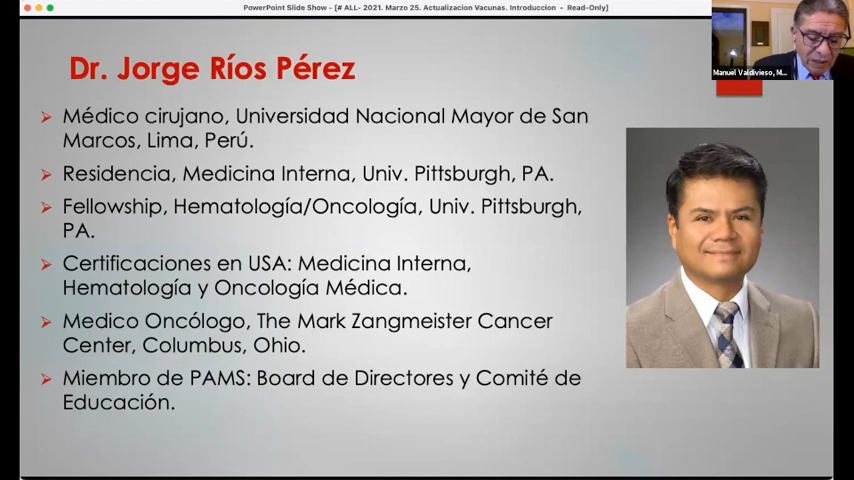 PowerPoint Slide Show - [# ALL- 2021. Marzo 25. Actualizacion Vacunas. Introduccion - Read-Only]
Manuel Valdivieso, M...
Dr. Jorge Ríos Pérez
Médico cirujano, Universidad Nacional Mayor de San
Marcos, Lima, Perú.
Residencia, Medicina Interna, Univ. Pittsburgh, PA.
Fellowship, Hematología/Oncología, Univ. Pittsburgh,
PA.
Certificaciones en USA: Medicina Interna,
Hematología y Oncología Médica.
Medico Oncólogo, The Mark Zangmeister Cancer
Center, Columbus, Ohio.
Miembro de PAMS: Board de Directores y Comité de
Educación.